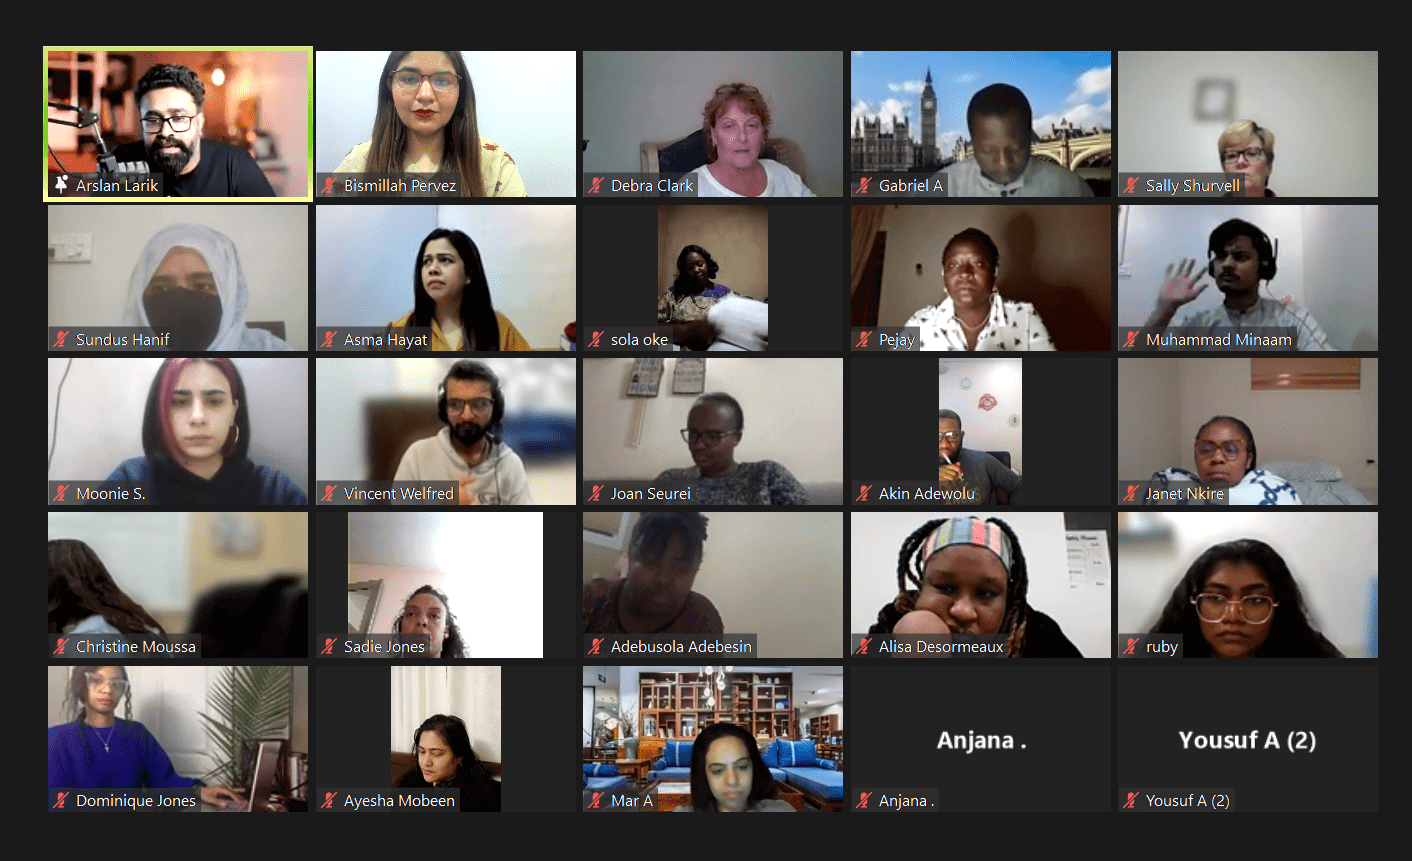 Arslan Larik
Bismillah Pervez
Debra Clark
Gabriel A
Sally Shurvell
Sundus Hanif
Asma Hayat
sola oke
Pejay
Muhammad Minaam
Moonie S.
Vincent Welfred
Joan Seurei
Akin Adewolu
Janet Nkire
Christine Moussa
Sadie Jones
Adebusola Adebesin
Alisa Desormeaux
ruby
Dominique Jones
Ayesha Mobeen
Mar A
Anjana .
Anjana .
Yousuf A (2)
Yousuf A (2)